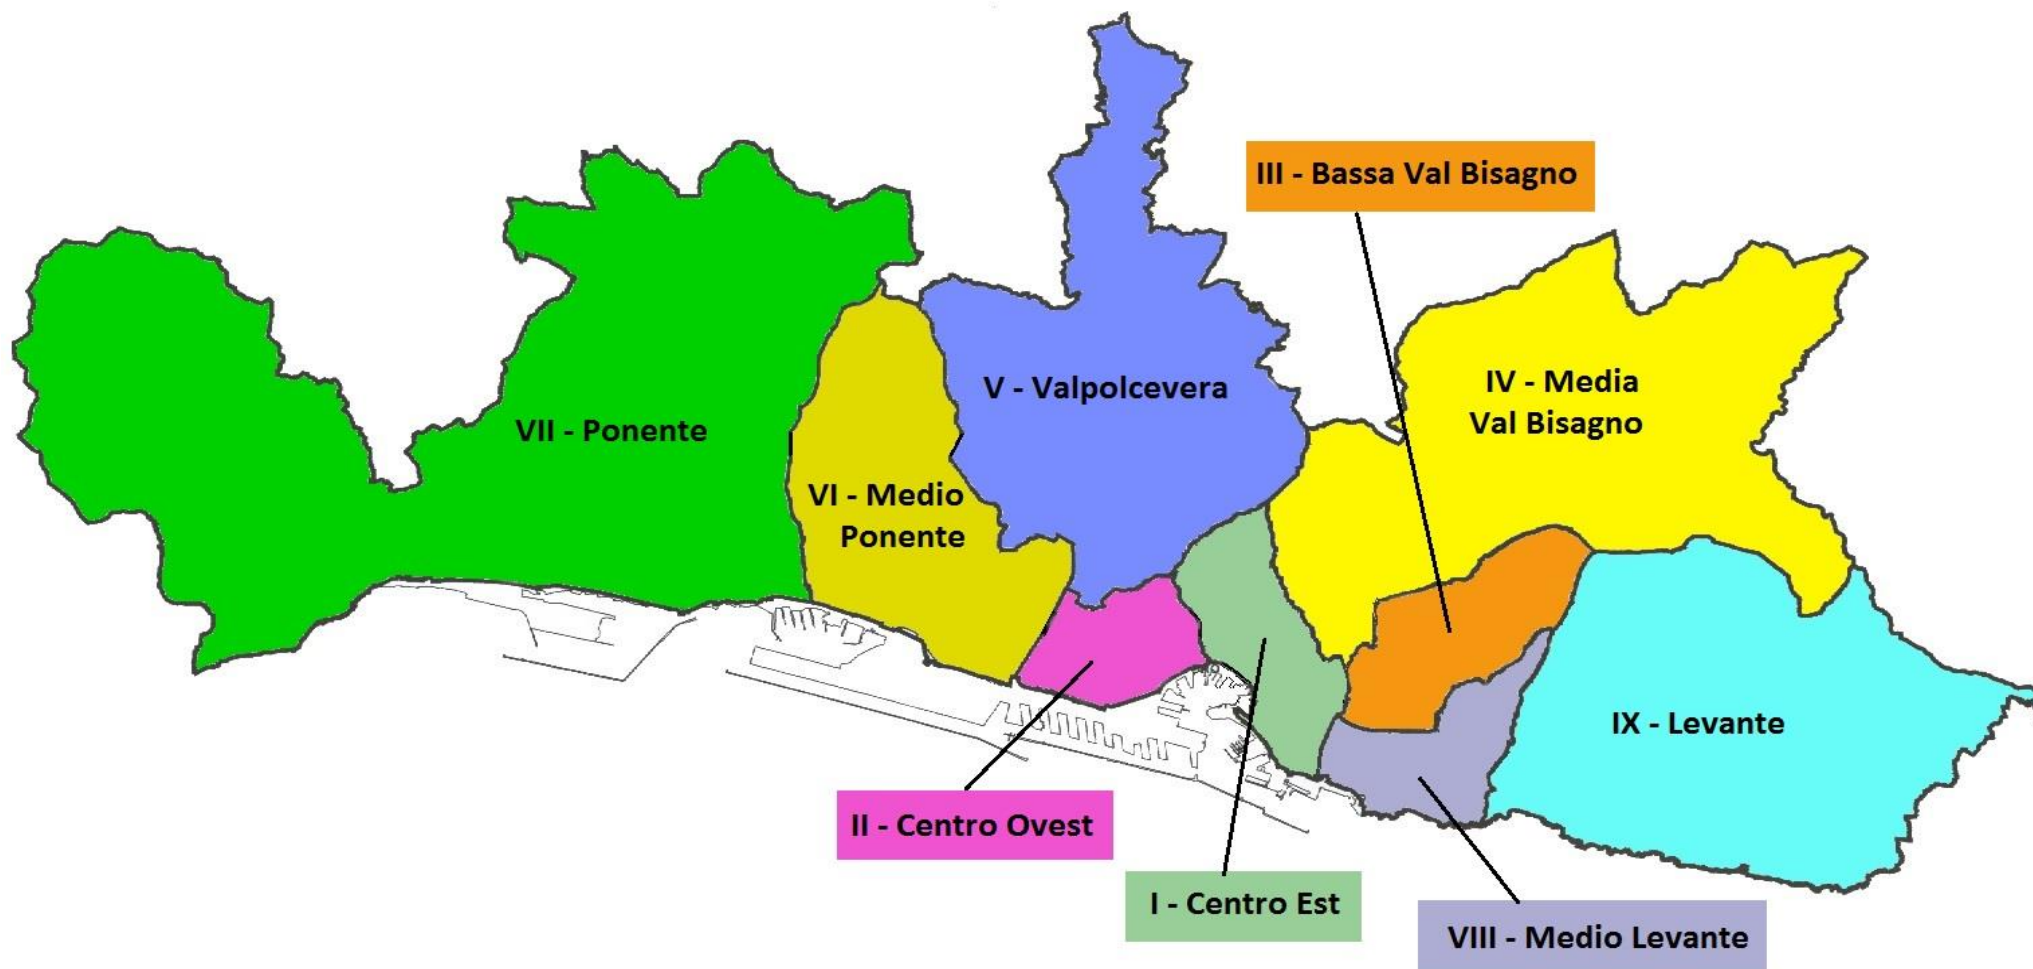 III - Bassa Val Bisagno
IV - Media
Val Bisagno
V - Valpolcevera
VII - Ponente
VI - Medio
Ponente
IX - Levante
II - Centro Ovest
I - Centro Est
VIII - Medio Levante